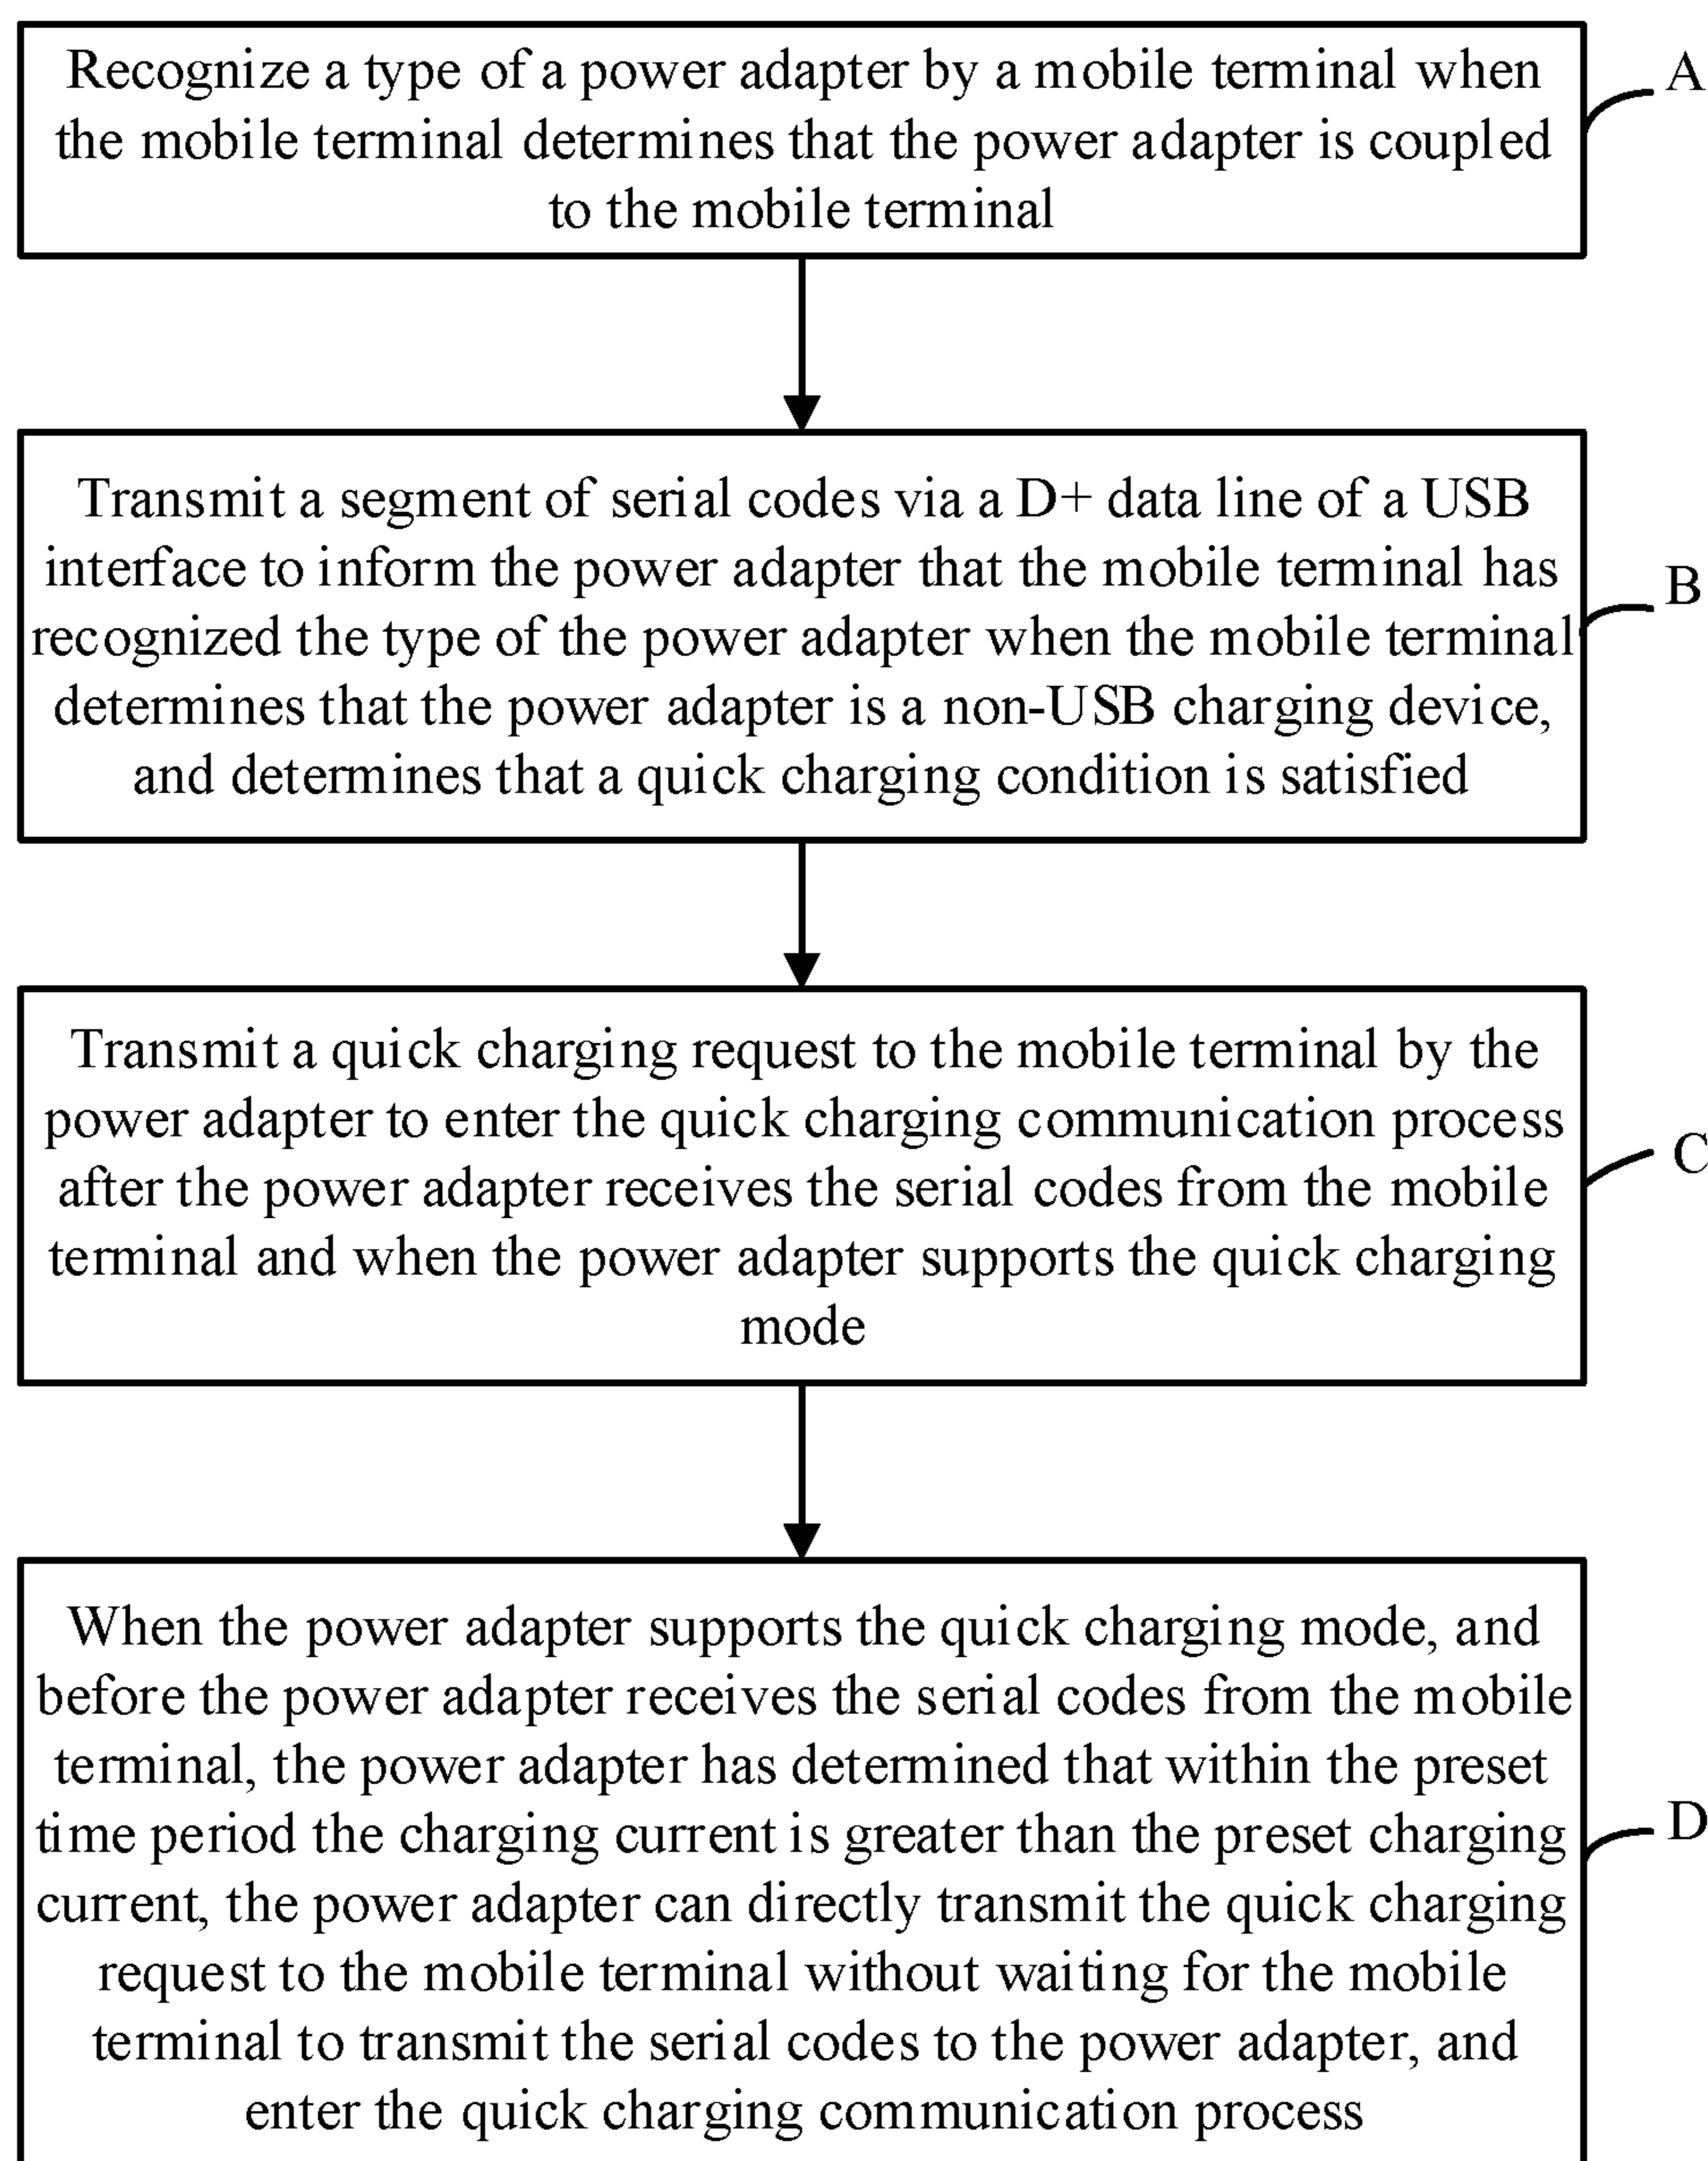 Recognize a type of a power adapter by a mobile terminal when
the mobile terminal determines that the power adapter is coupled
to the mobile terminal
A
Transmit a segment of serial codes via a D+ data line of a USB
interface to inform the power adapter that the mobile terminal has
recognized the type of the power adapter when the mobile terminal
determines that the power adapter is a non-USB charging device,
and determines that a quick charging condition is satisfied
B
Transmit a quick charging request to the mobile terminal by the
power adapter to enter the quick charging communication process
after the power adapter receives the serial codes from the mobile
terminal and when the power adapter supports the quick charging
mode
C
When the power adapter supports the quick charging mode, and
before the power adapter receives the serial codes from the mobile
terminal, the power adapter has determined that within the preset
time period the charging current is greater than the preset charging
current, the power adapter can directly transmit the quick charging
request to the mobile terminal without waiting for the mobile
terminal to transmit the serial codes to the power adapter, and
enter the quick charging communication process
D